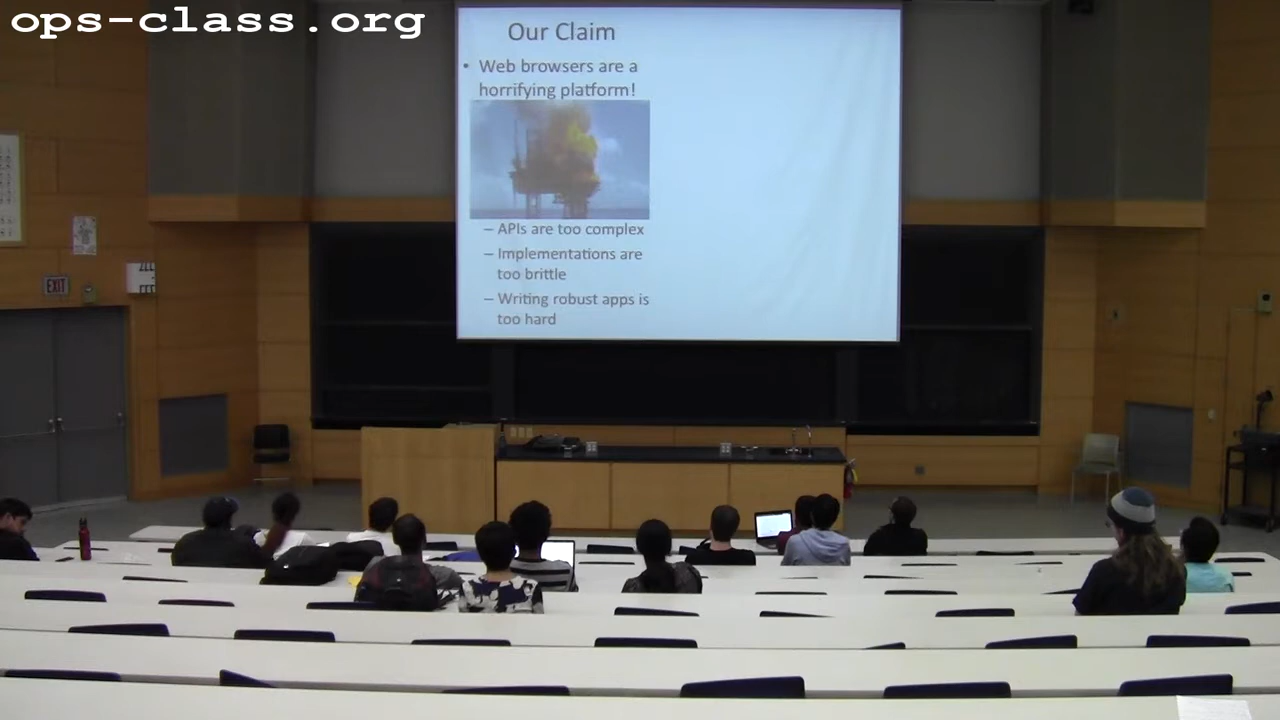 ops-class.org
Our Claim
• Web browsers are a
horrifying platform!
– APIs are too complex
– Implementations are
too brittle
– Writing robust apps is
too hard
EXIT